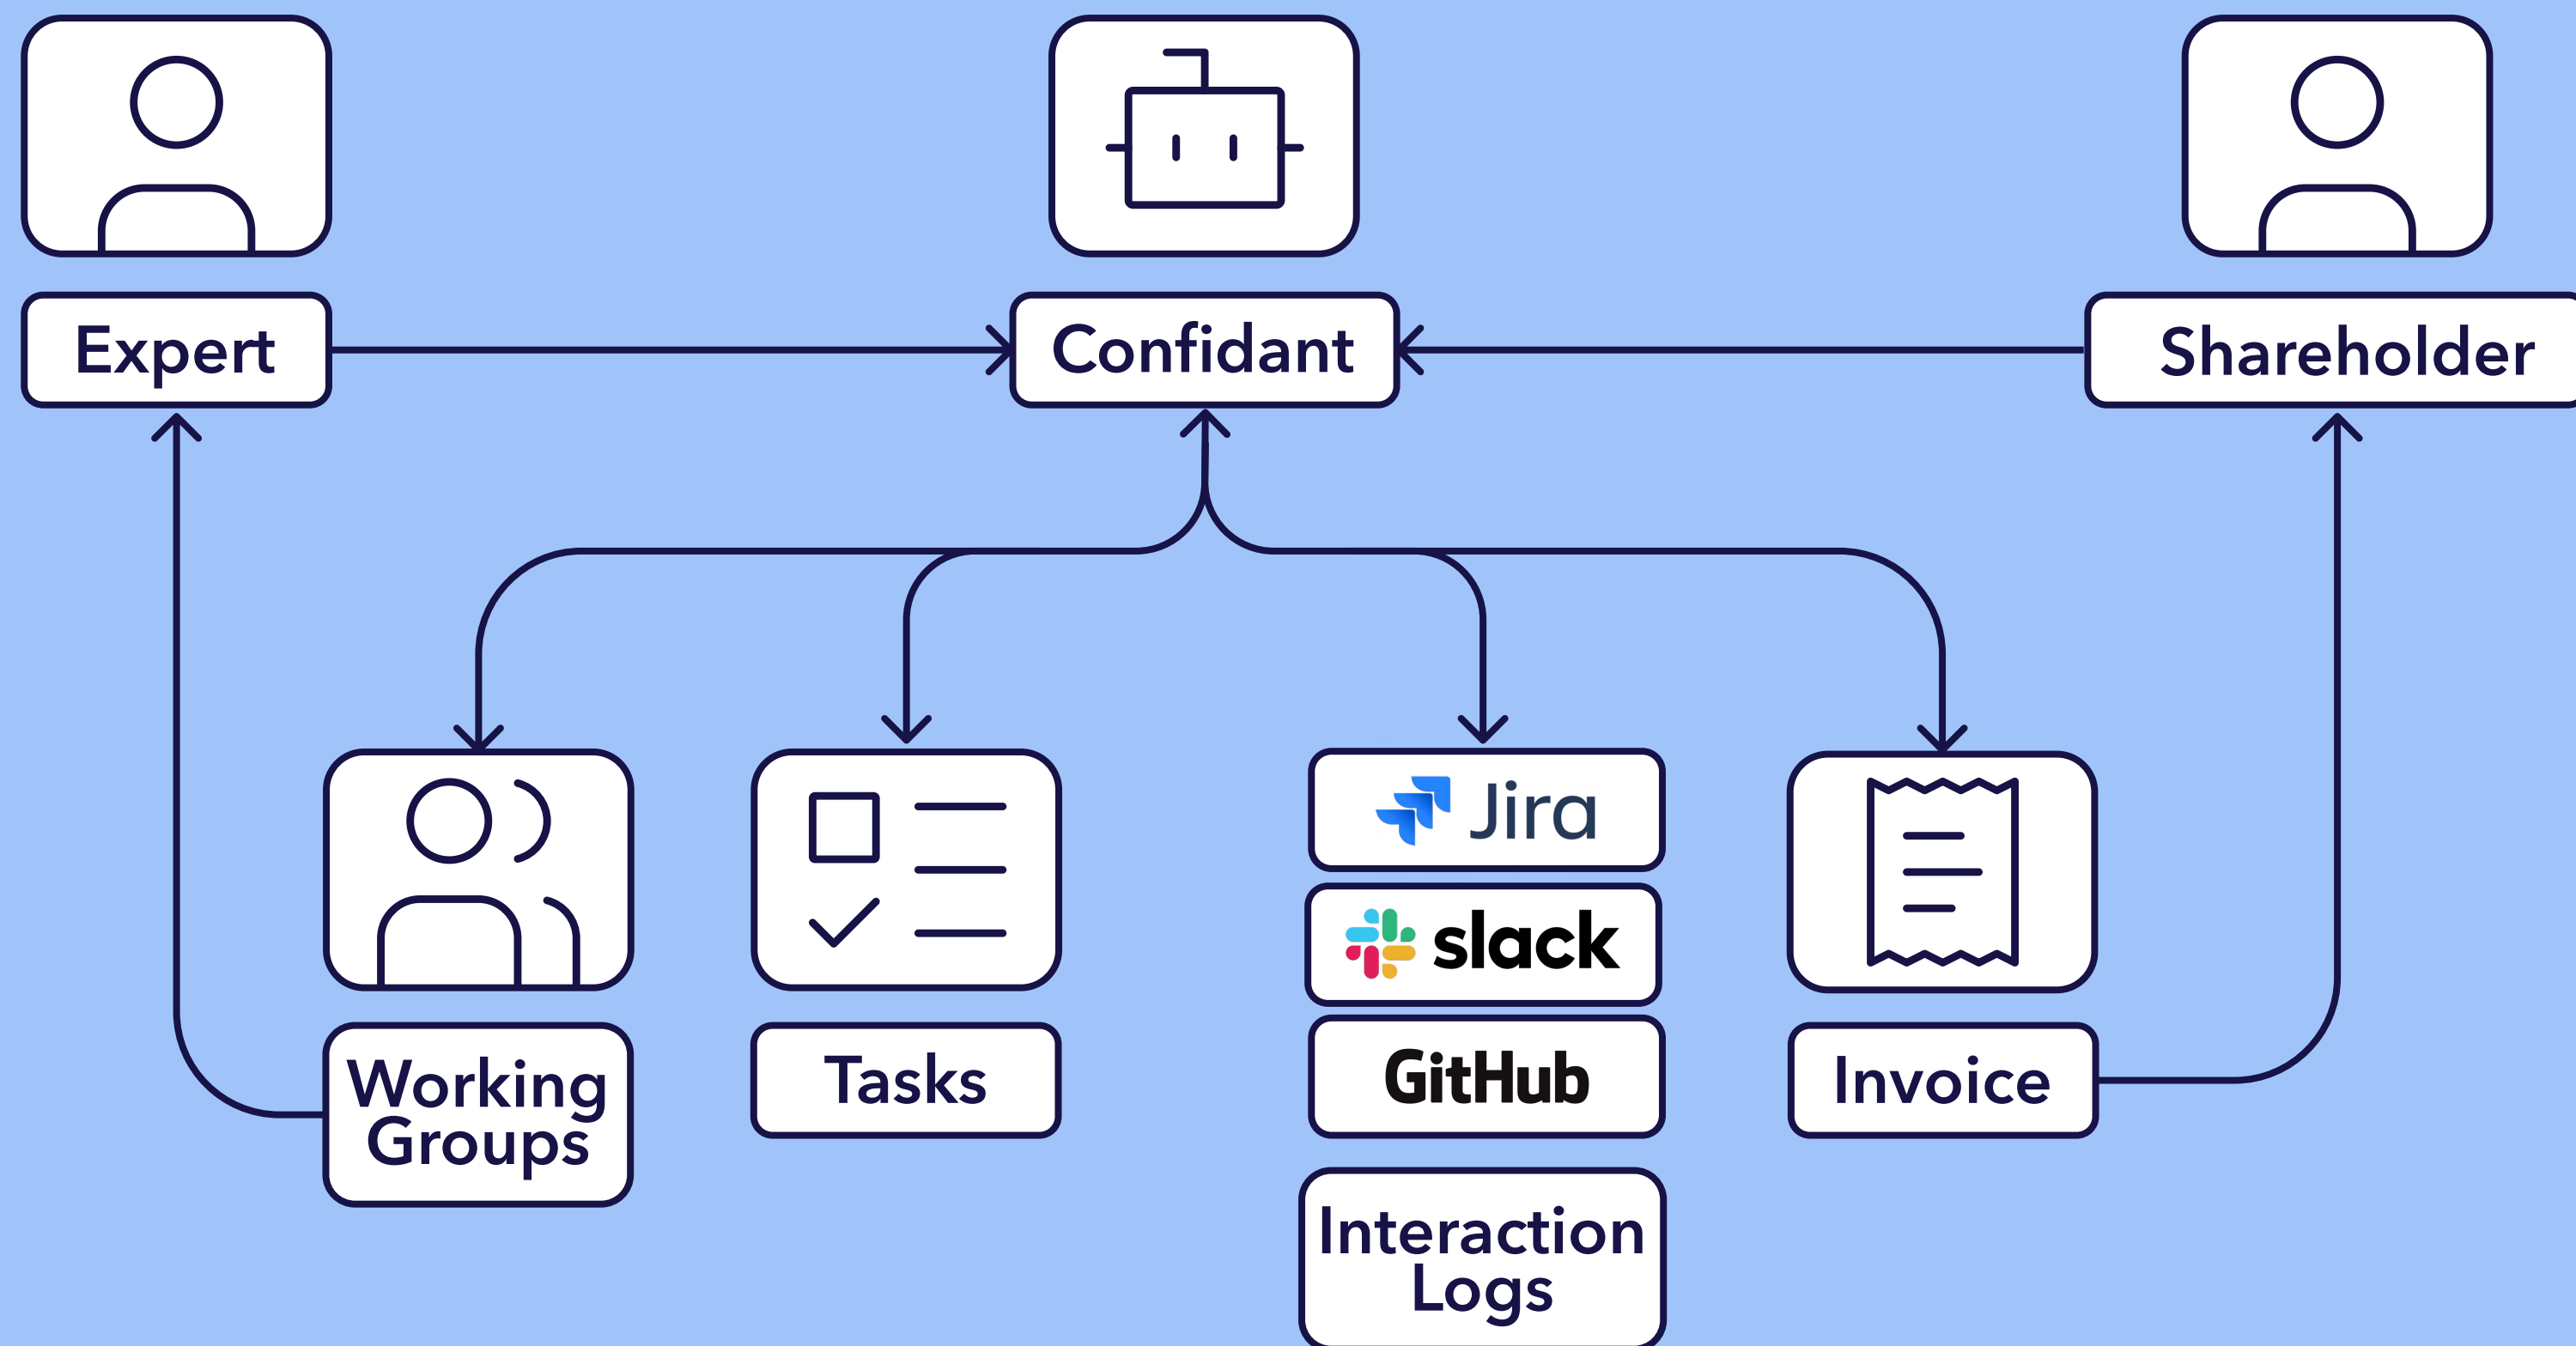 Expert
Confidant
Shareholder
Jira
slack
GitHub
Working
Groups
Tasks
Invoice
Interaction
Logs